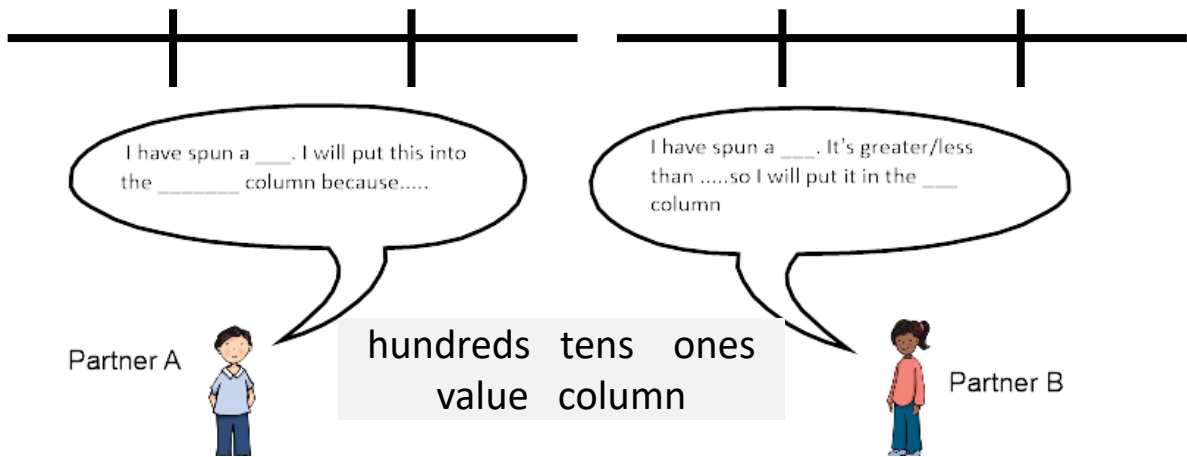 I have spun a ___. I will put this into
the _______ column because.....
I have spun a ___. It's greater/less
than .....so I will put it in the ___
column
Partner A
hundreds tens ones
value column
Partner B